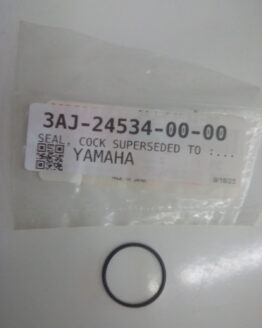 3AJ-24534-00-00
SEAL, COCK SUPERSEDED TO :...
YAMAHA